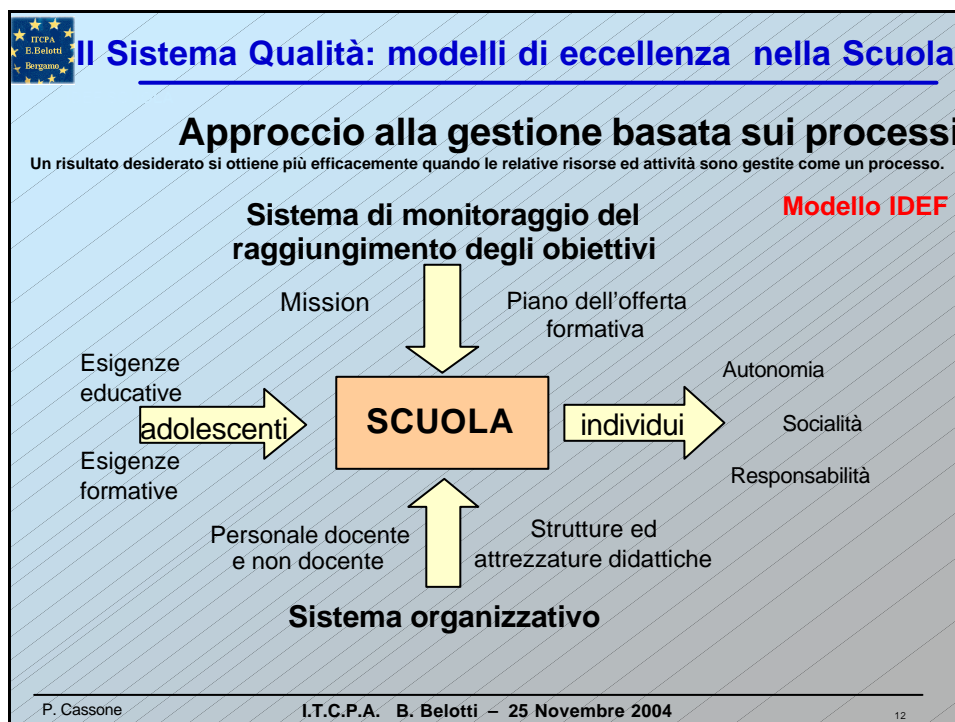 ITCPA
B.Belotti
Bergamo
Il Sistema Qualità: modelli di eccellenza nella Scuola
Approccio alla gestione basata sui processi
Un risultato desiderato si ottiene più efficacemente quando le relative risorse ed attività sono gestite come un processo.
Modello IDEF
Sistema di monitoraggio del
raggiungimento degli obiettivi
Mission
Piano dell'offerta
formativa
Esigenze
educative
adolescenti
Esigenze
formative
SCUOLA
individui
Autonomia
Socialità
Responsabilità
Personale docente
e non docente
Strutture ed
attrezzature didattiche
Sistema organizzativo
P. Cassone
I.T.C.P.A. B. Belotti – 25 Novembre 2004
12